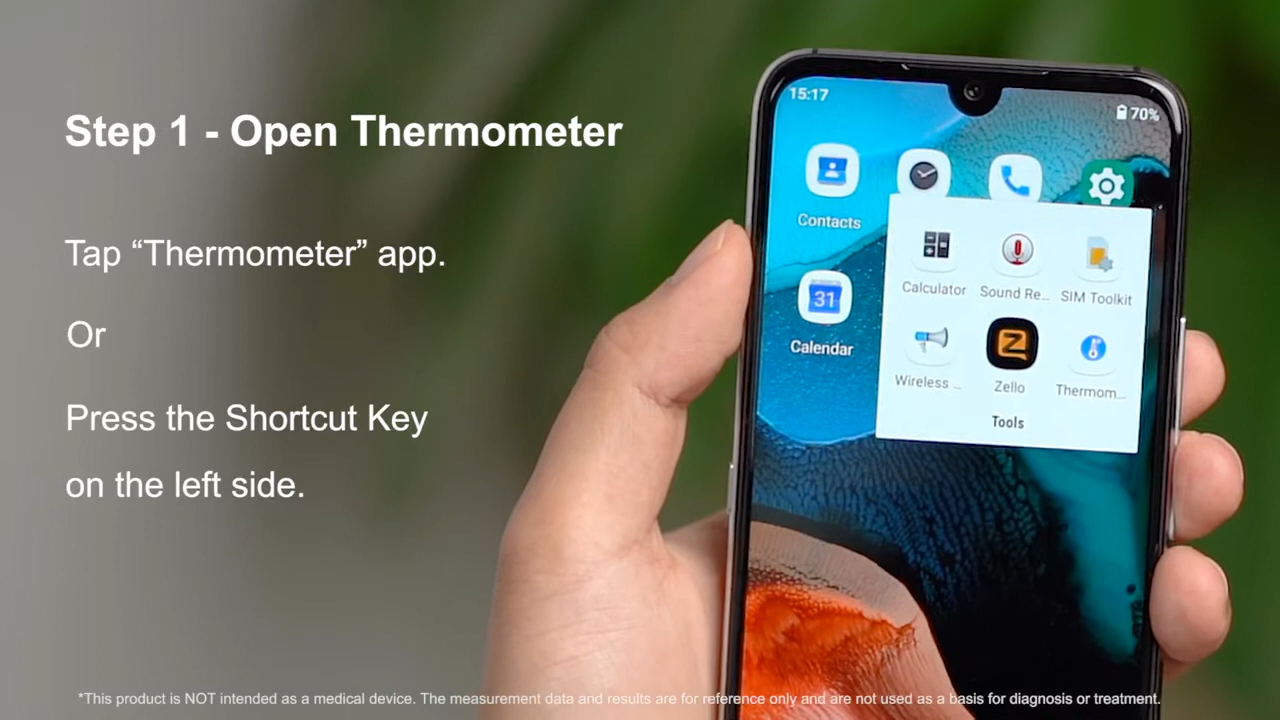 Step 1 - Open Thermometer
Tap “Thermometer” app.
Or
Press the Shortcut Key
on the left side.
15:17
70%
Contacts
Calculator
Sound Re...
SIM Toolkit
31
Calendar
Wireless ...
Z
Zello
Thermom...
Tools
*This product is NOT intended as a medical device. The measurement data and results are for reference only and are not used as a basis for diagnosis or treatment.